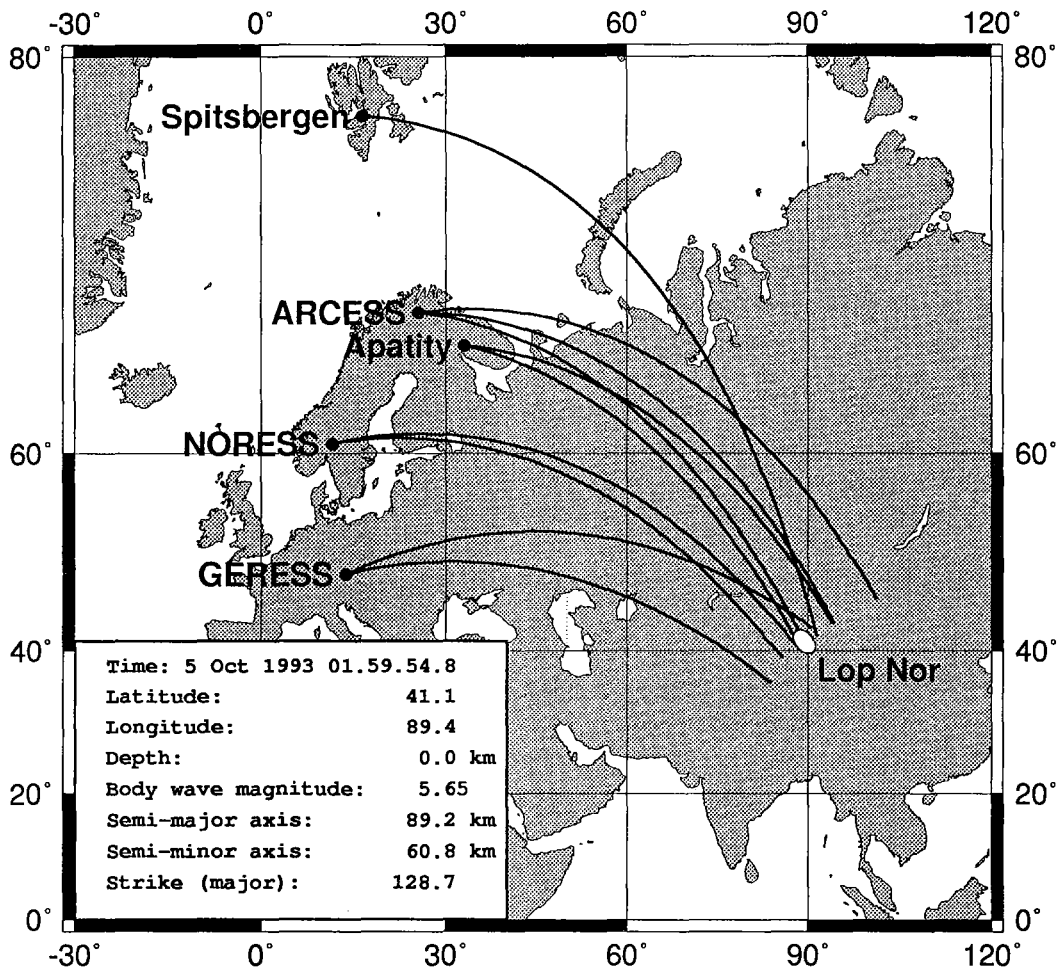 -30° 0° 30° 60° 90° 120°
80° 80°
Spitsbergen
ARCESS
Apatity
NORESS
60° 60°
GERESS
40° 40°
Lop Nor
Time: 5 Oct 1993 01.59.54.8
Latitude: 41.1
Longitude: 89.4
Depth: 0.0 km
Body wave magnitude: 5.65
Semi-major axis: 89.2 km
Semi-minor axis: 60.8 km
Strike (major): 128.7
20° 20°
0° 0°
-30° 0° 30° 60° 90° 120°